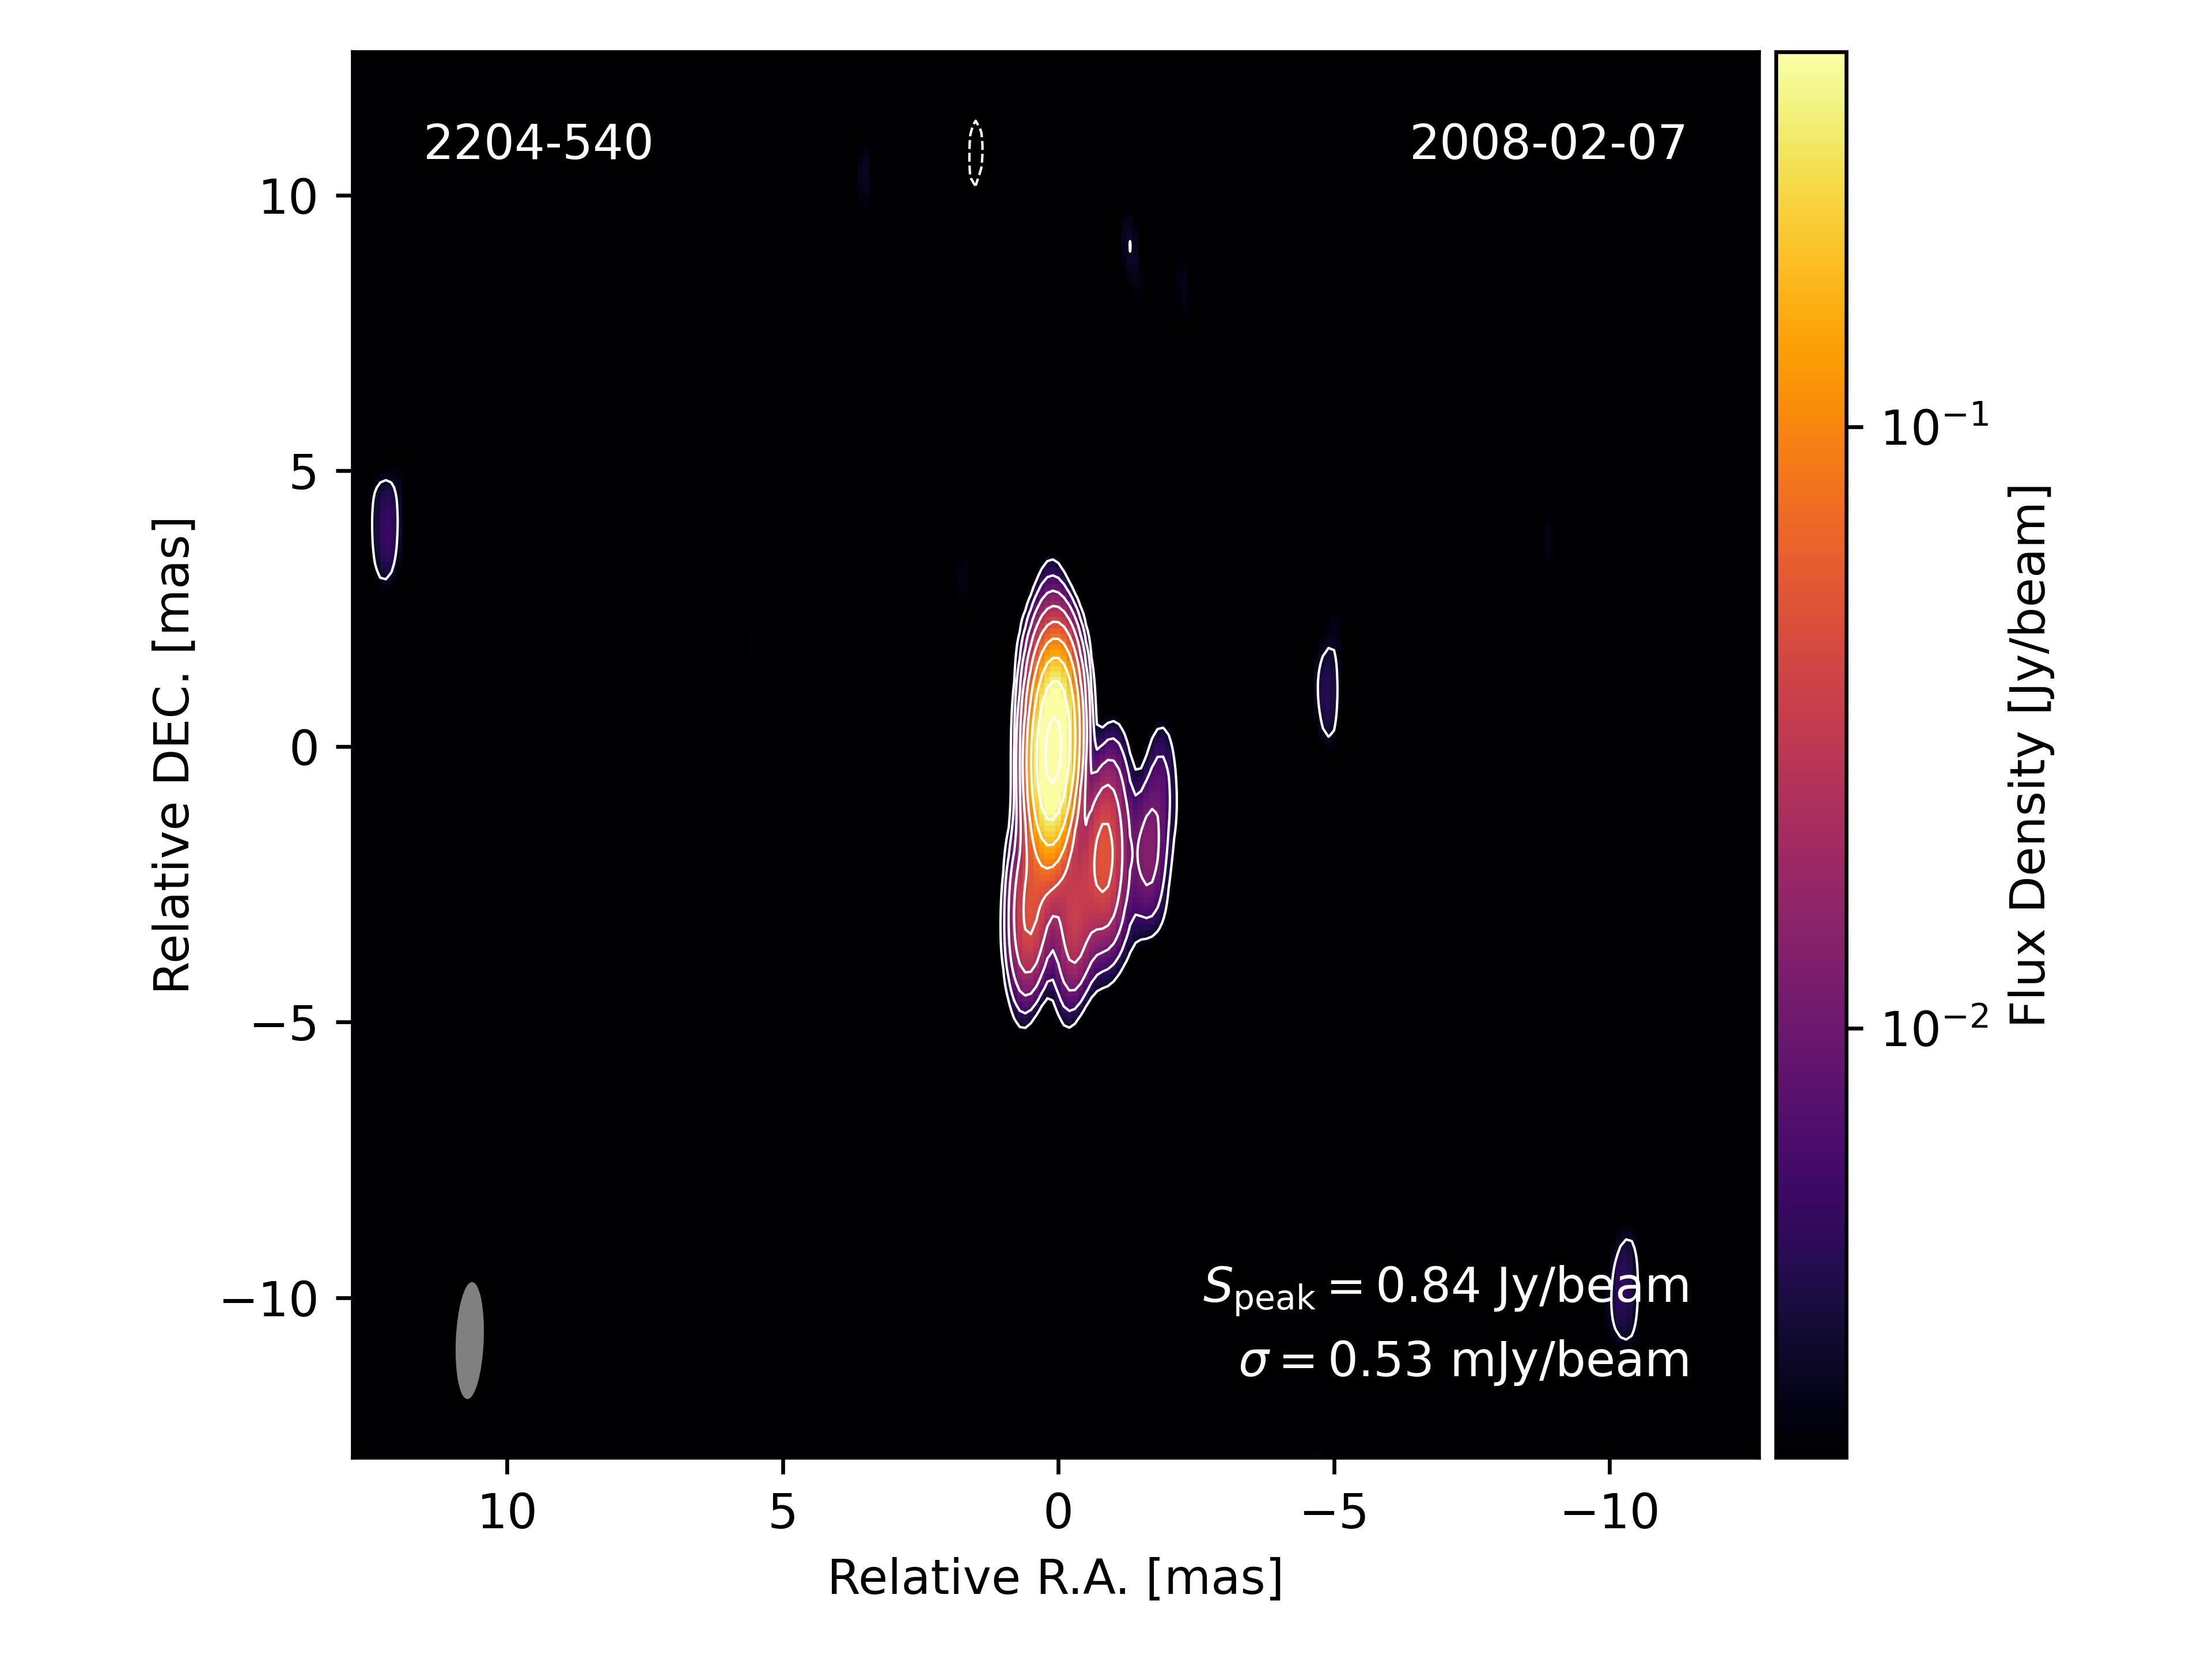 2204-540
2008-02-07
10
5
0
−5
−10
Relative DEC. [mas]
S_peak = 0.84 Jy/beam
σ = 0.53 mJy/beam
10
5
0
−5
−10
Relative R.A. [mas]
10⁻¹
10⁻²
Flux Density [Jy/beam]